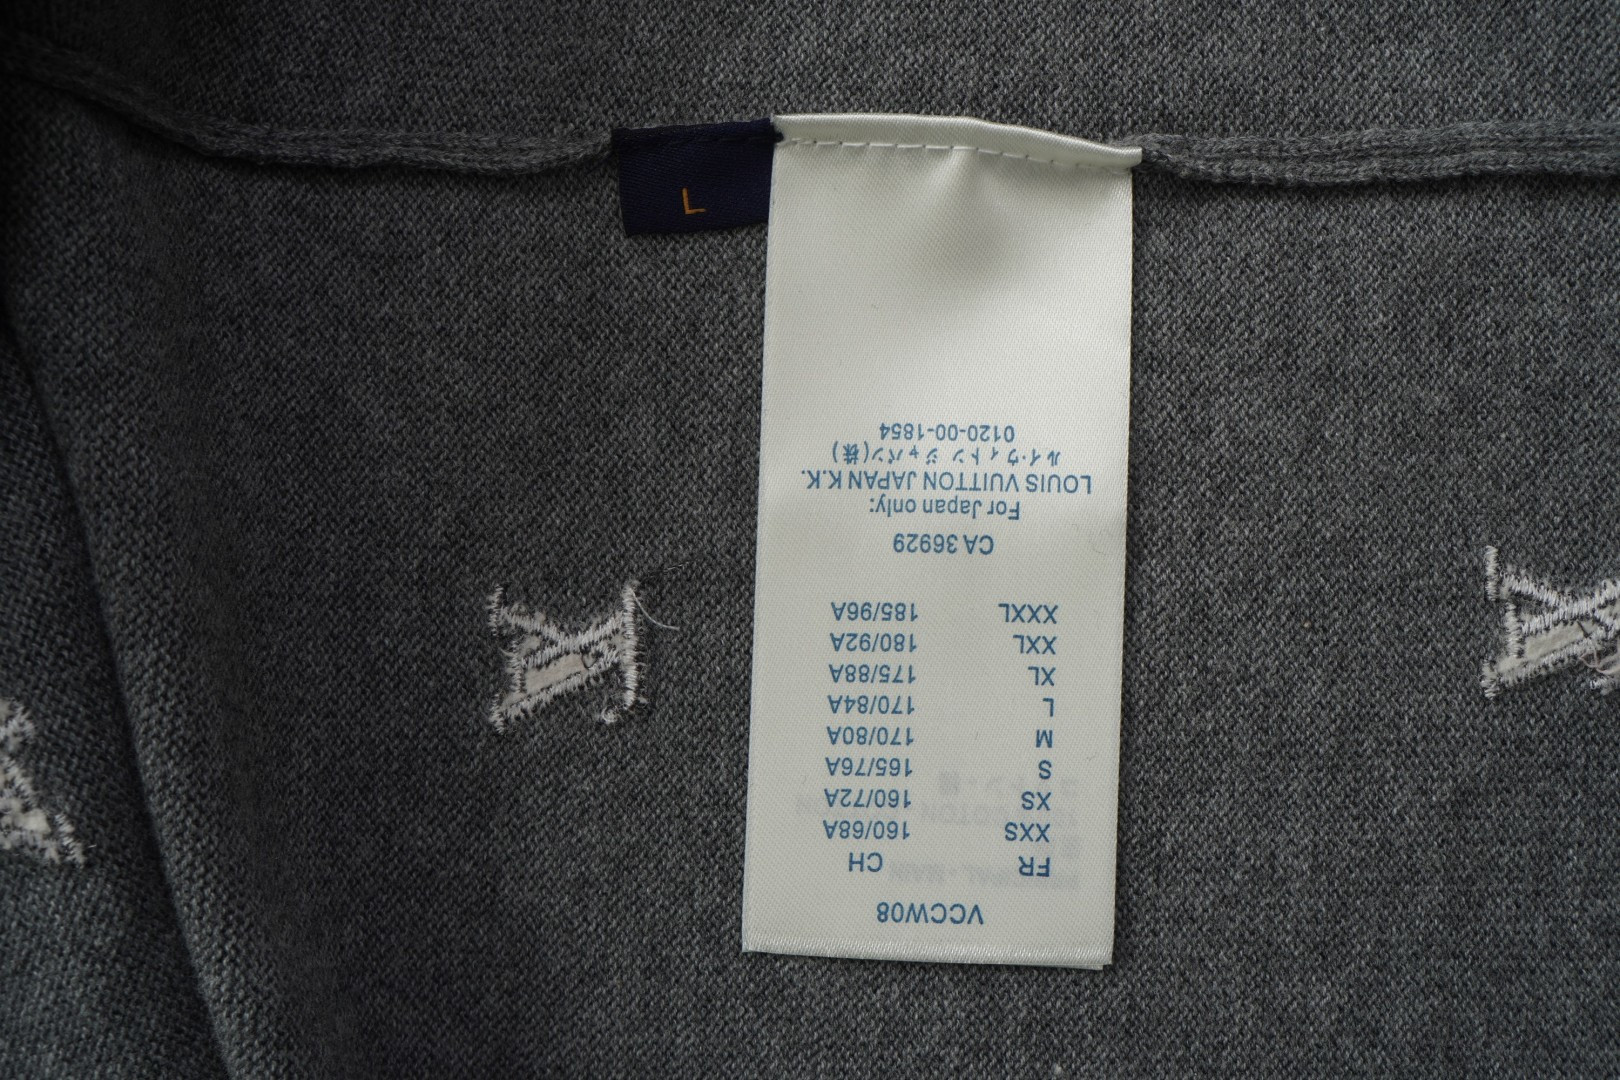 L
VCCW08
FR CH
XXS 160/68A
XS 160/72A
S 165/76A
M 170/80A
L 170/84A
XL 175/88A
XXL 180/92A
XXXL 185/96A
CA 36929
For Japan only:
LOUIS VUITTON JAPAN K.K.
ルイ・ヴィトン ジャパン(株)
0120-00-1854